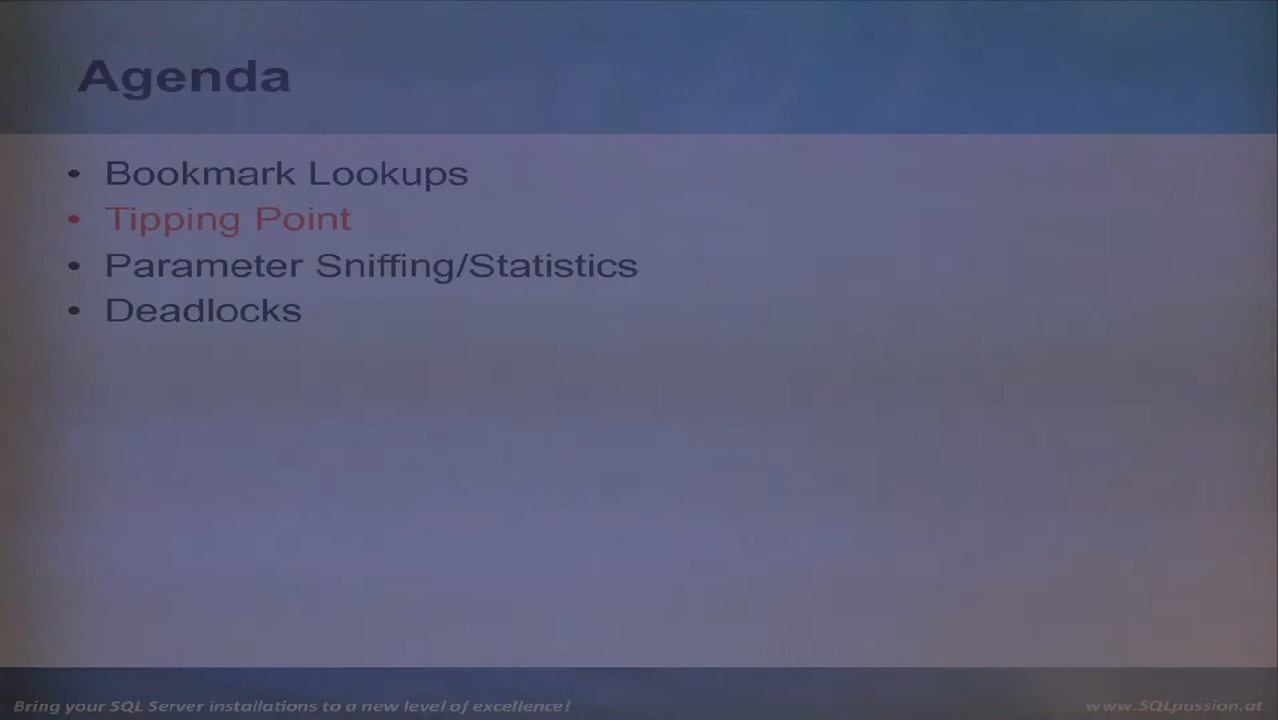 Agenda
• Bookmark Lookups
• Tipping Point
• Parameter Sniffing/Statistics
• Deadlocks
Bring your SQL Server installations to a new level of excellence!
www.SQLpassion.at